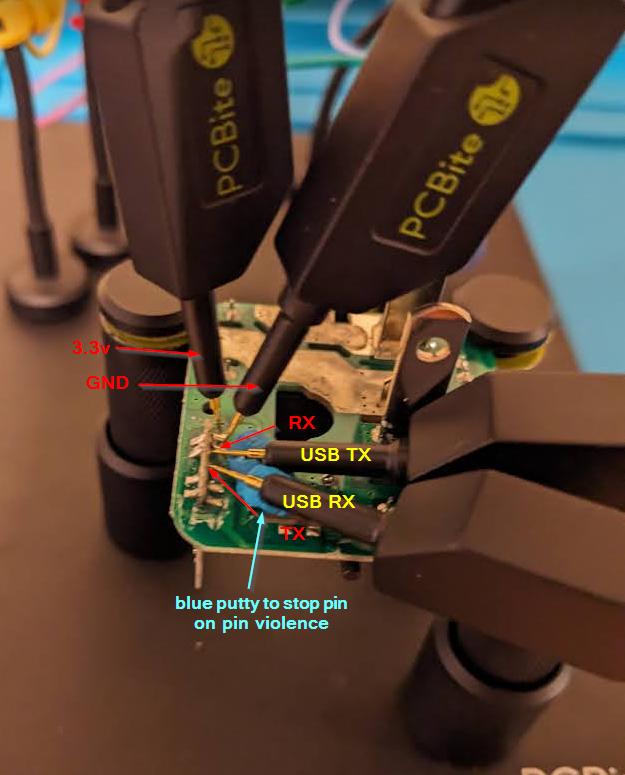 PCBite
PCBite
3.3v
GND
RX
USB TX
USB RX
TX
blue putty to stop pin
on pin violence